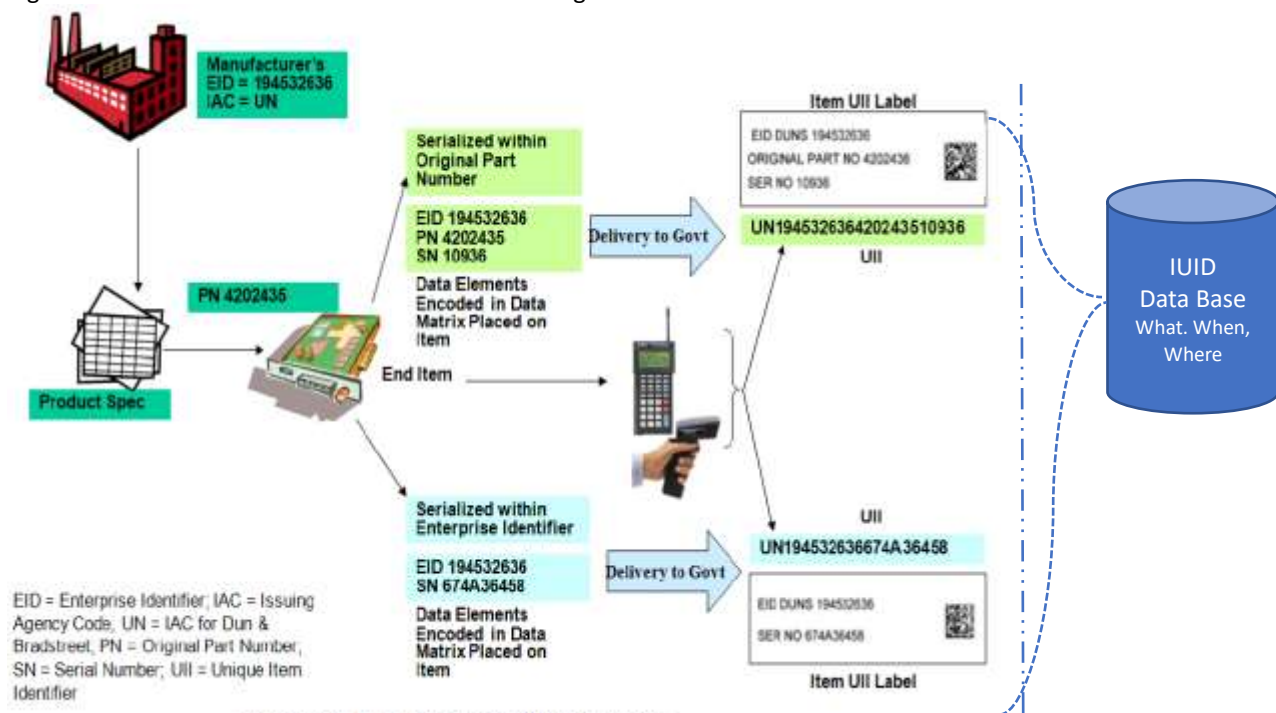 Manufacturer's
EID = 194532636
IAC = UN
PN 4202435
Product Spec
End Item
Serialized within
Original Part
Number
EID 194532636
PN 4202435
SN 10936
Data Elements
Encoded in Data
Matrix Placed on
Item
Delivery to Govt
Item UII Label
EID DUNS 194532636
ORIGINAL PART NO 4202436
SER NO 10936
UN194532636420243510936
UII
Serialized within
Enterprise Identifier
EID 194532636
SN 674A36458
Data Elements
Encoded in Data
Matrix Placed on
Item
Delivery to Govt
UII
UN194532636674A36458
EID DUNS 194532636
SER NO 674A36458
Item UII Label
IUID
Data Base
What. When,
Where
EID = Enterprise Identifier; IAC = Issuing
Agency Code, UN = IAC for Dun &
Bradstreet, PN = Original Part Number;
SN = Serial Number; UII = Unique Item
Identifier